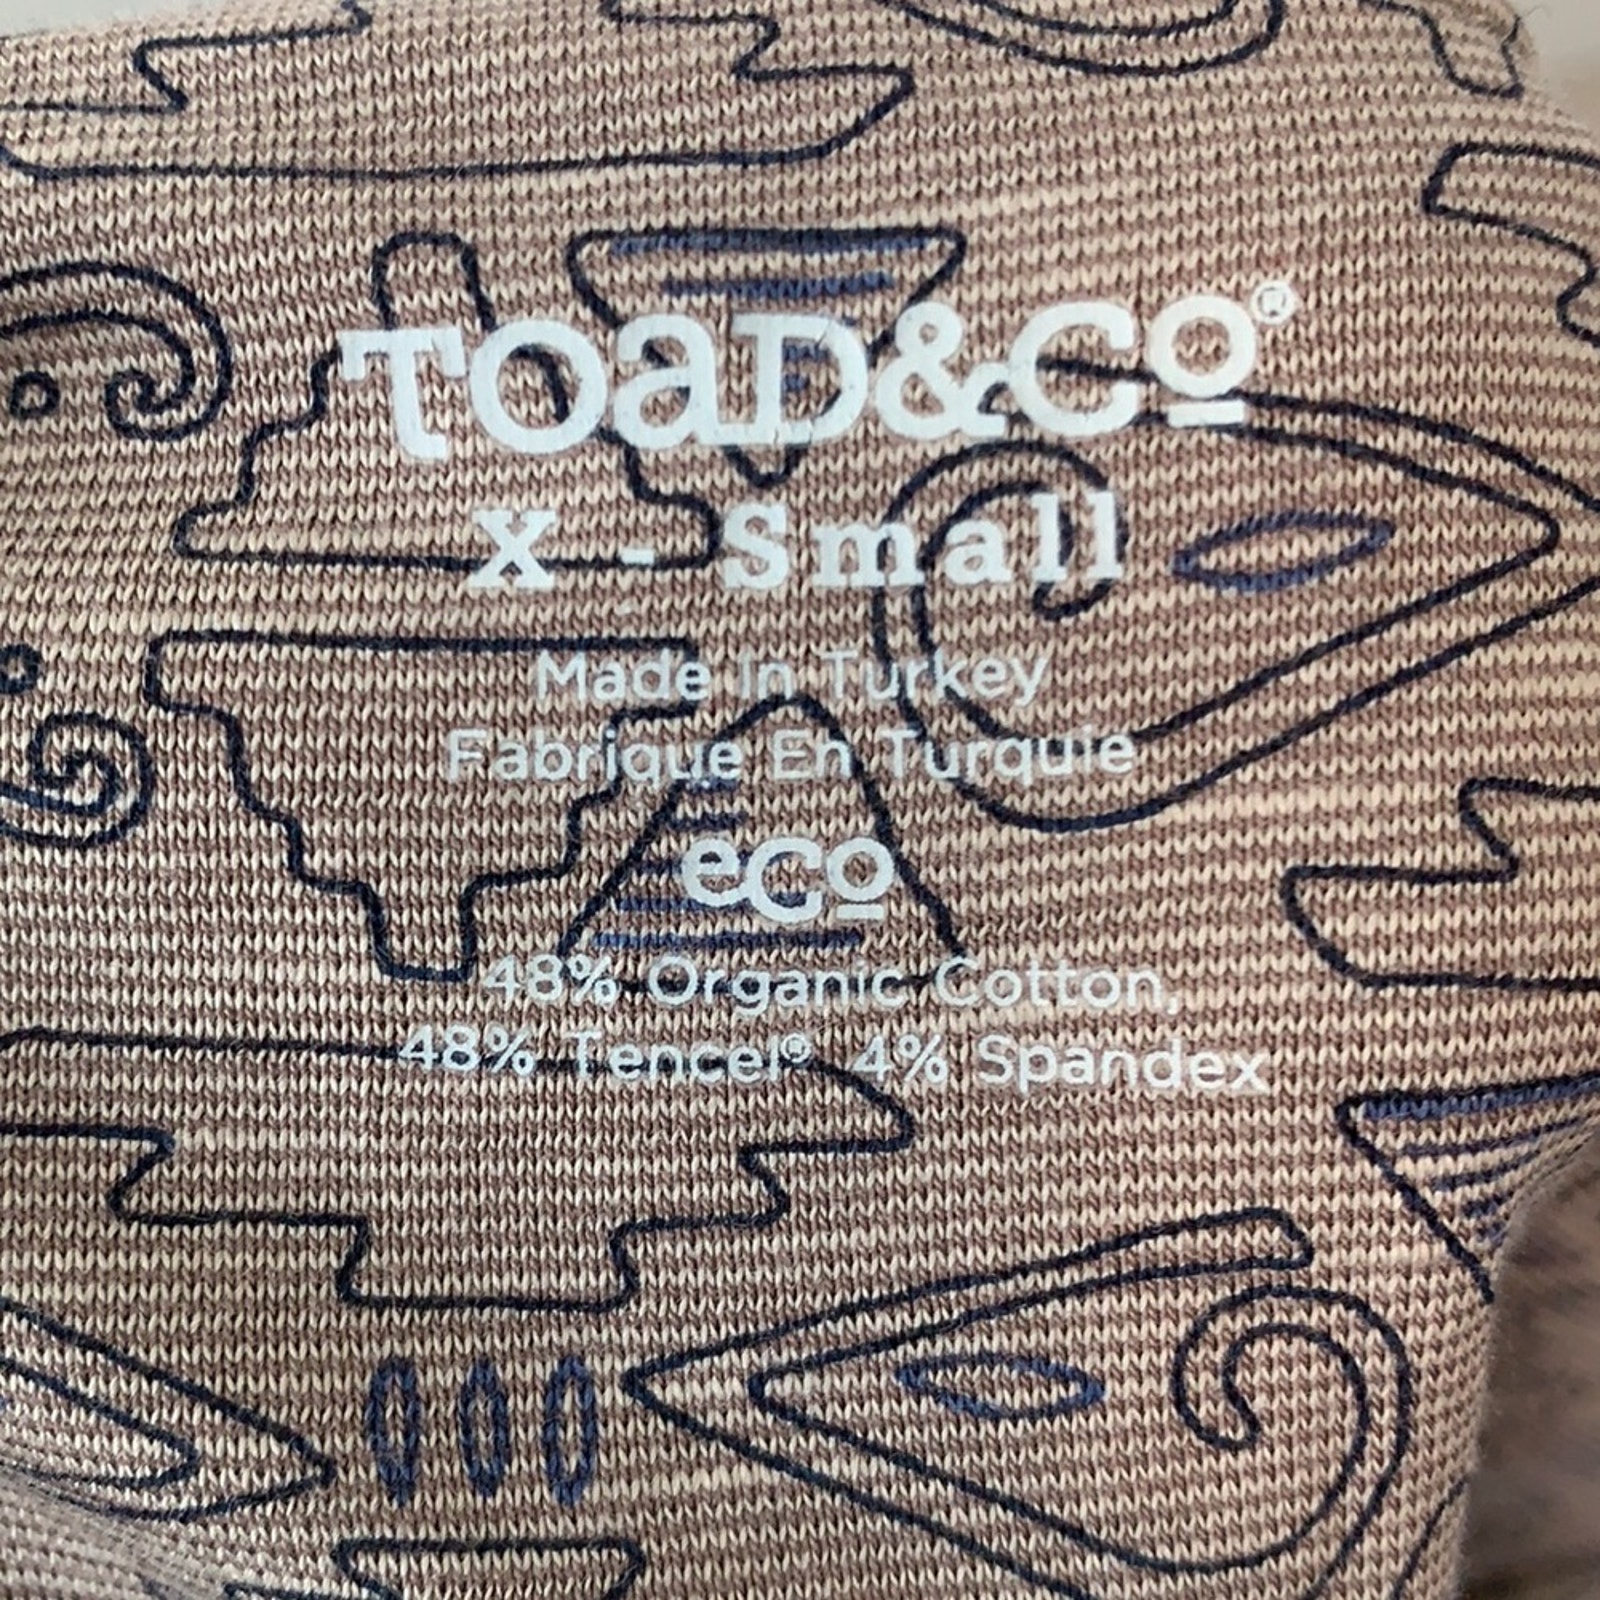 Toad&Co®
X - Small
Made In Turkey
Fabrique En Turquie
eco
48% Organic Cotton,
48% Tencel® 4% Spandex